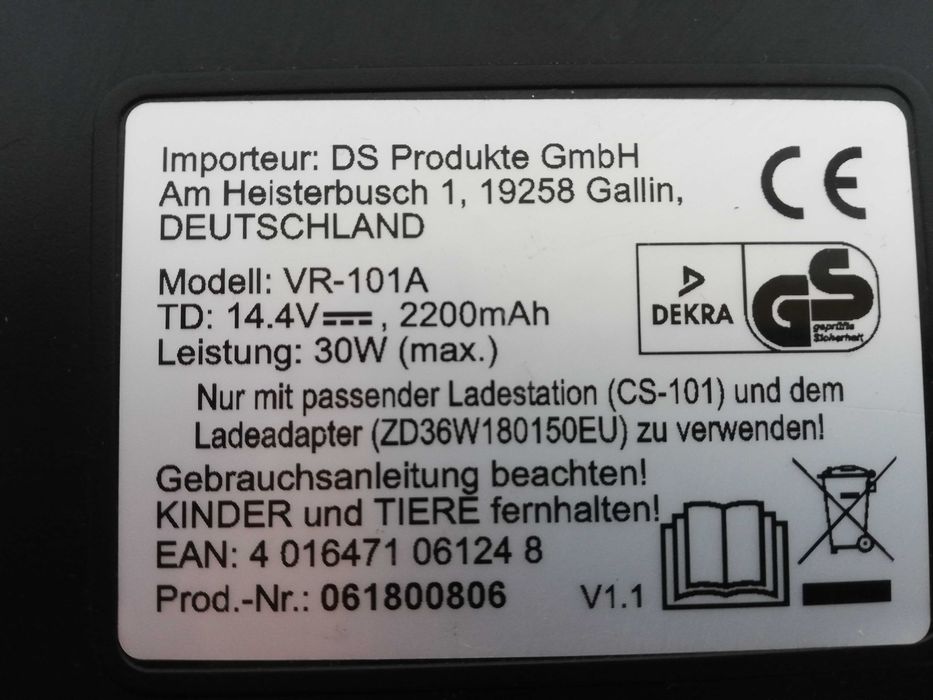 Importeur: DS Produkte GmbH
Am Heisterbusch 1, 19258 Gallin,
DEUTSCHLAND
CE
Modell: VR-101A
TD: 14.4V⎓, 2200mAh
Leistung: 30W (max.)
DEKRA
GS
geprüfte
Sicherheit
Nur mit passender Ladestation (CS-101) und dem
Ladeadapter (ZD36W180150EU) zu verwenden!
Gebrauchsanleitung beachten!
KINDER und TIERE fernhalten!
EAN: 4 016471 06124 8
Prod.-Nr.: 061800806
V1.1